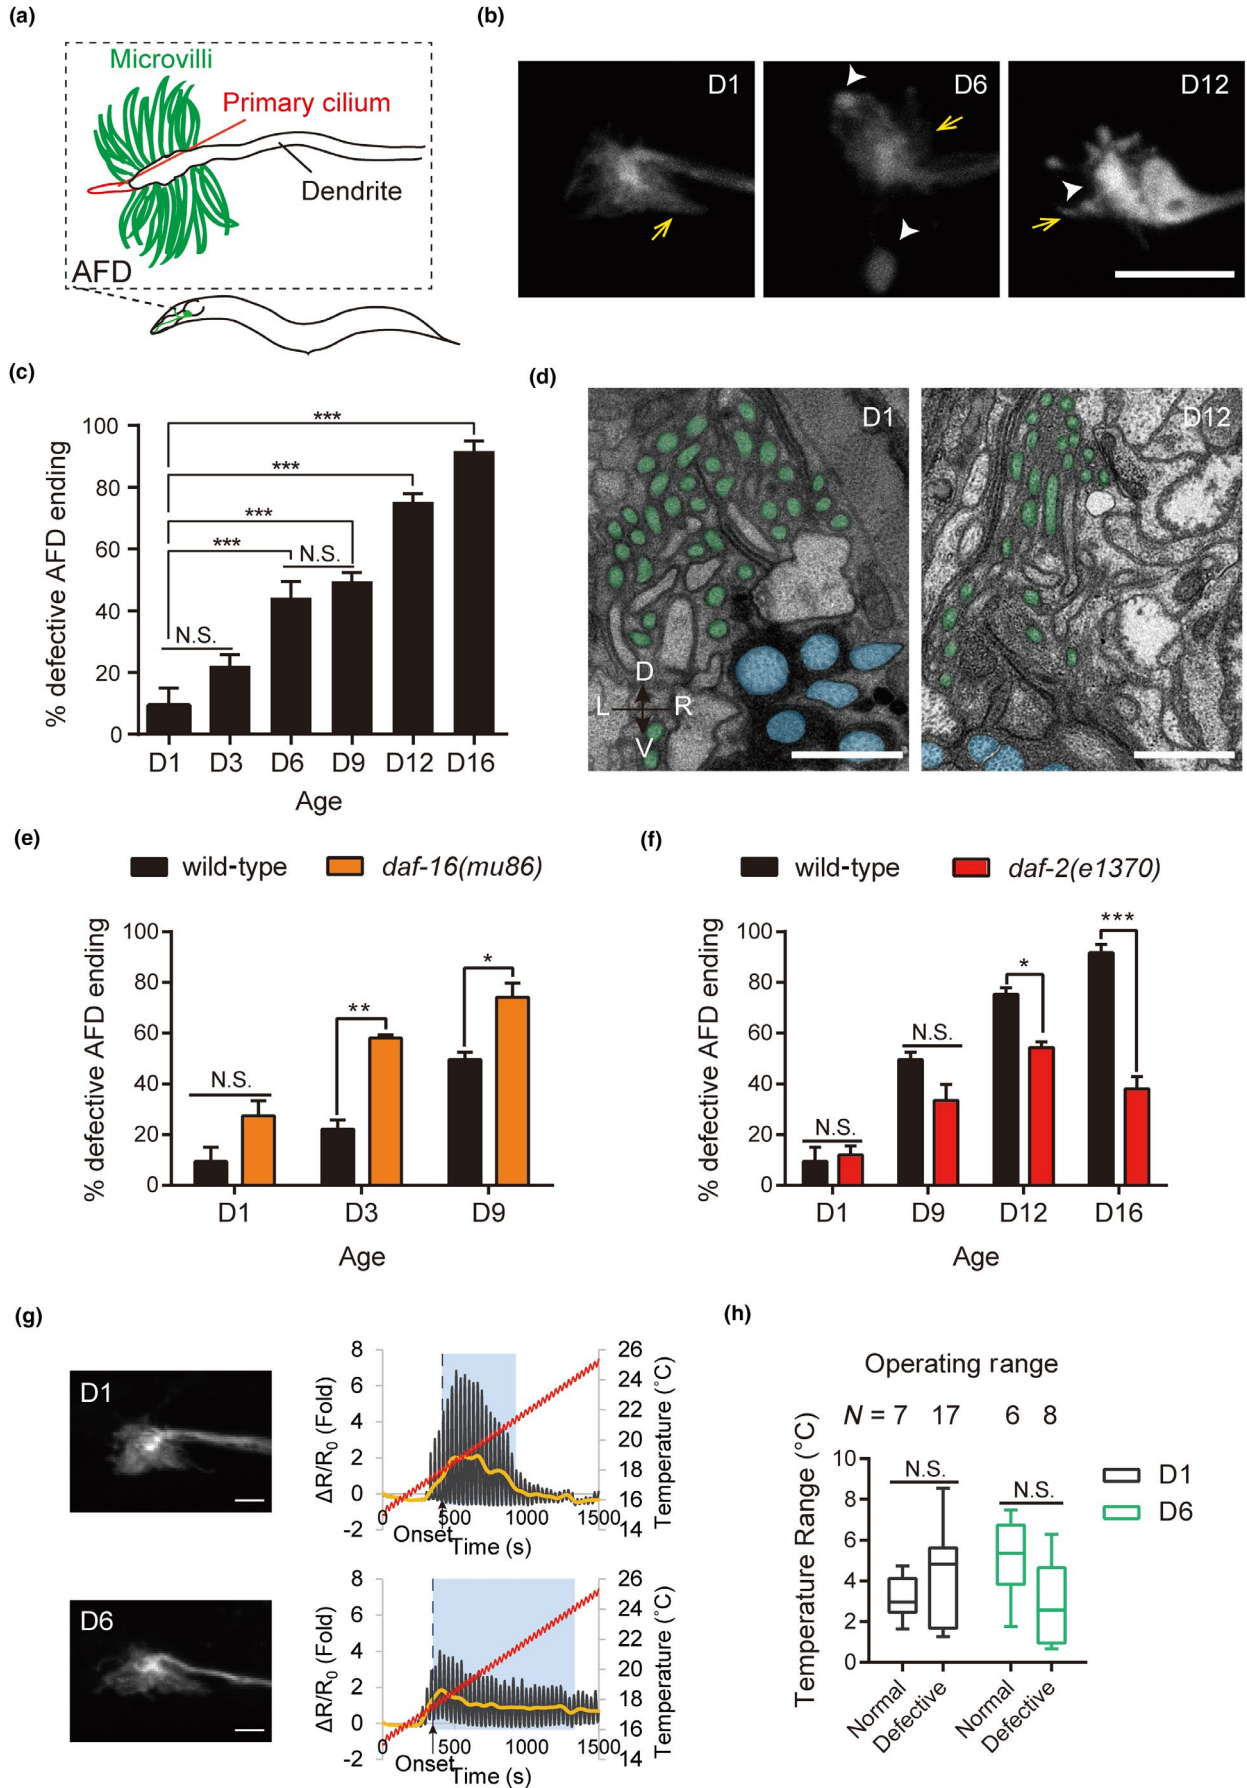 (a)
Microvilli
Primary cilium
Dendrite
AFD
(b)
D1
D6
D12
(c)
% defective AFD ending
100
80
60
40
20
0
***
***
***
***
N.S.
N.S.
D1 D3 D6 D9 D12 D16
Age
(d)
D1
D
L R
V
D12
(e)
wild-type daf-16(mu86)
% defective AFD ending
100
80
60
40
20
0
N.S.
**
*
D1 D3 D9
Age
(f)
wild-type daf-2(e1370)
% defective AFD ending
100
80
60
40
20
0
N.S.
N.S.
*
***
D1 D9 D12 D16
Age
(g)
D1
ΔR/R0 (Fold)
8
6
4
2
0
-2
0 500 1000 1500
Onset
Time (s)
26
24
22
20
18
16
14
Temperature (°C)
D6
ΔR/R0 (Fold)
8
6
4
2
0
-2
0 500 1000 1500
Onset
Time (s)
26
24
22
20
18
16
14
Temperature (°C)
(h)
Operating range
N = 7 17 6 8
Temperature Range (°C)
10
8
6
4
2
0
N.S.
N.S.
D1
D6
Normal
Defective
Normal
Defective